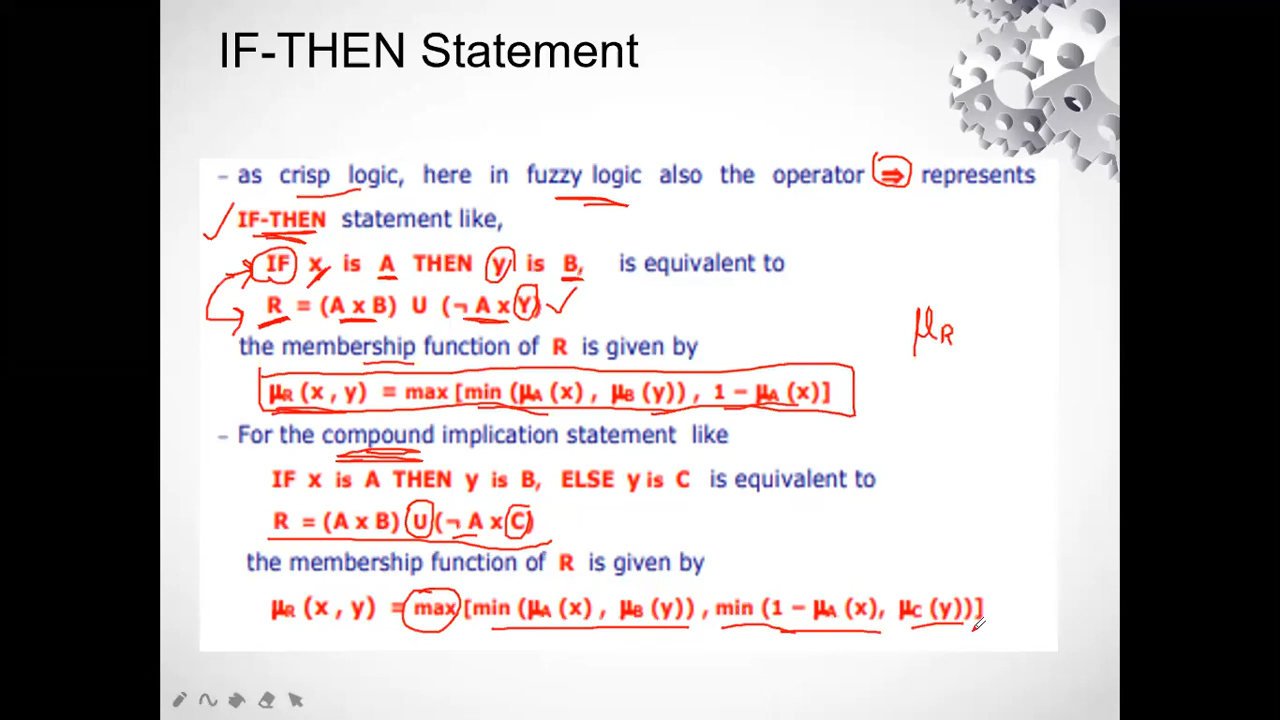 IF-THEN Statement
– as crisp logic, here in fuzzy logic also the operator ⇒ represents
IF-THEN statement like,
IF x is A THEN y is B, is equivalent to
R = (A x B) U (¬ A x Y)
the membership function of R is given by
μR (x , y) = max [min (μA (x) , μB (y)) , 1 − μA (x)]
μR
– For the compound implication statement like
IF x is A THEN y is B, ELSE y is C is equivalent to
R = (A x B) U (¬ A x C)
the membership function of R is given by
μR (x , y) = max [min (μA (x) , μB (y)) , min (1 − μA (x), μC (y))]